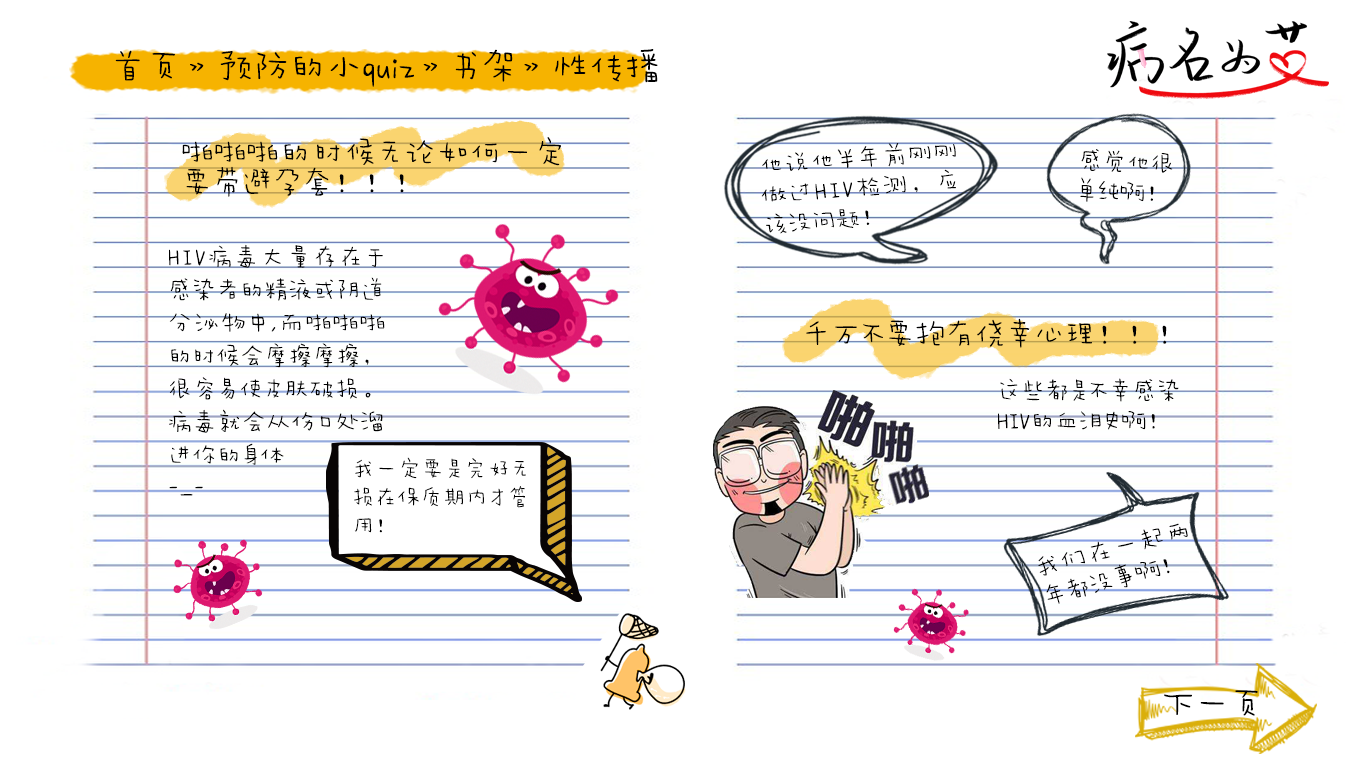 首页»预防的小quiz»书架»性传播
病名为艾
啪啪啪的时候无论如何一定
要带避孕套！！！
HIV病毒大量存在于
感染者的精液或阴道
分泌物中,而啪啪啪
的时候会摩擦摩擦，
很容易使皮肤破损。
病毒就会从伤口处溜
进你的身体
-_-
我一定要是完好无
损在保质期内才管
用！
他说他半年前刚刚
做过HIV检测，应
该没问题！
感觉他很
单纯啊！
千万不要抱有侥幸心理！！！
这些都是不幸感染
HIV的血泪史啊！
啪
啪
啪
我们在一起两
年都没事啊！
下一页